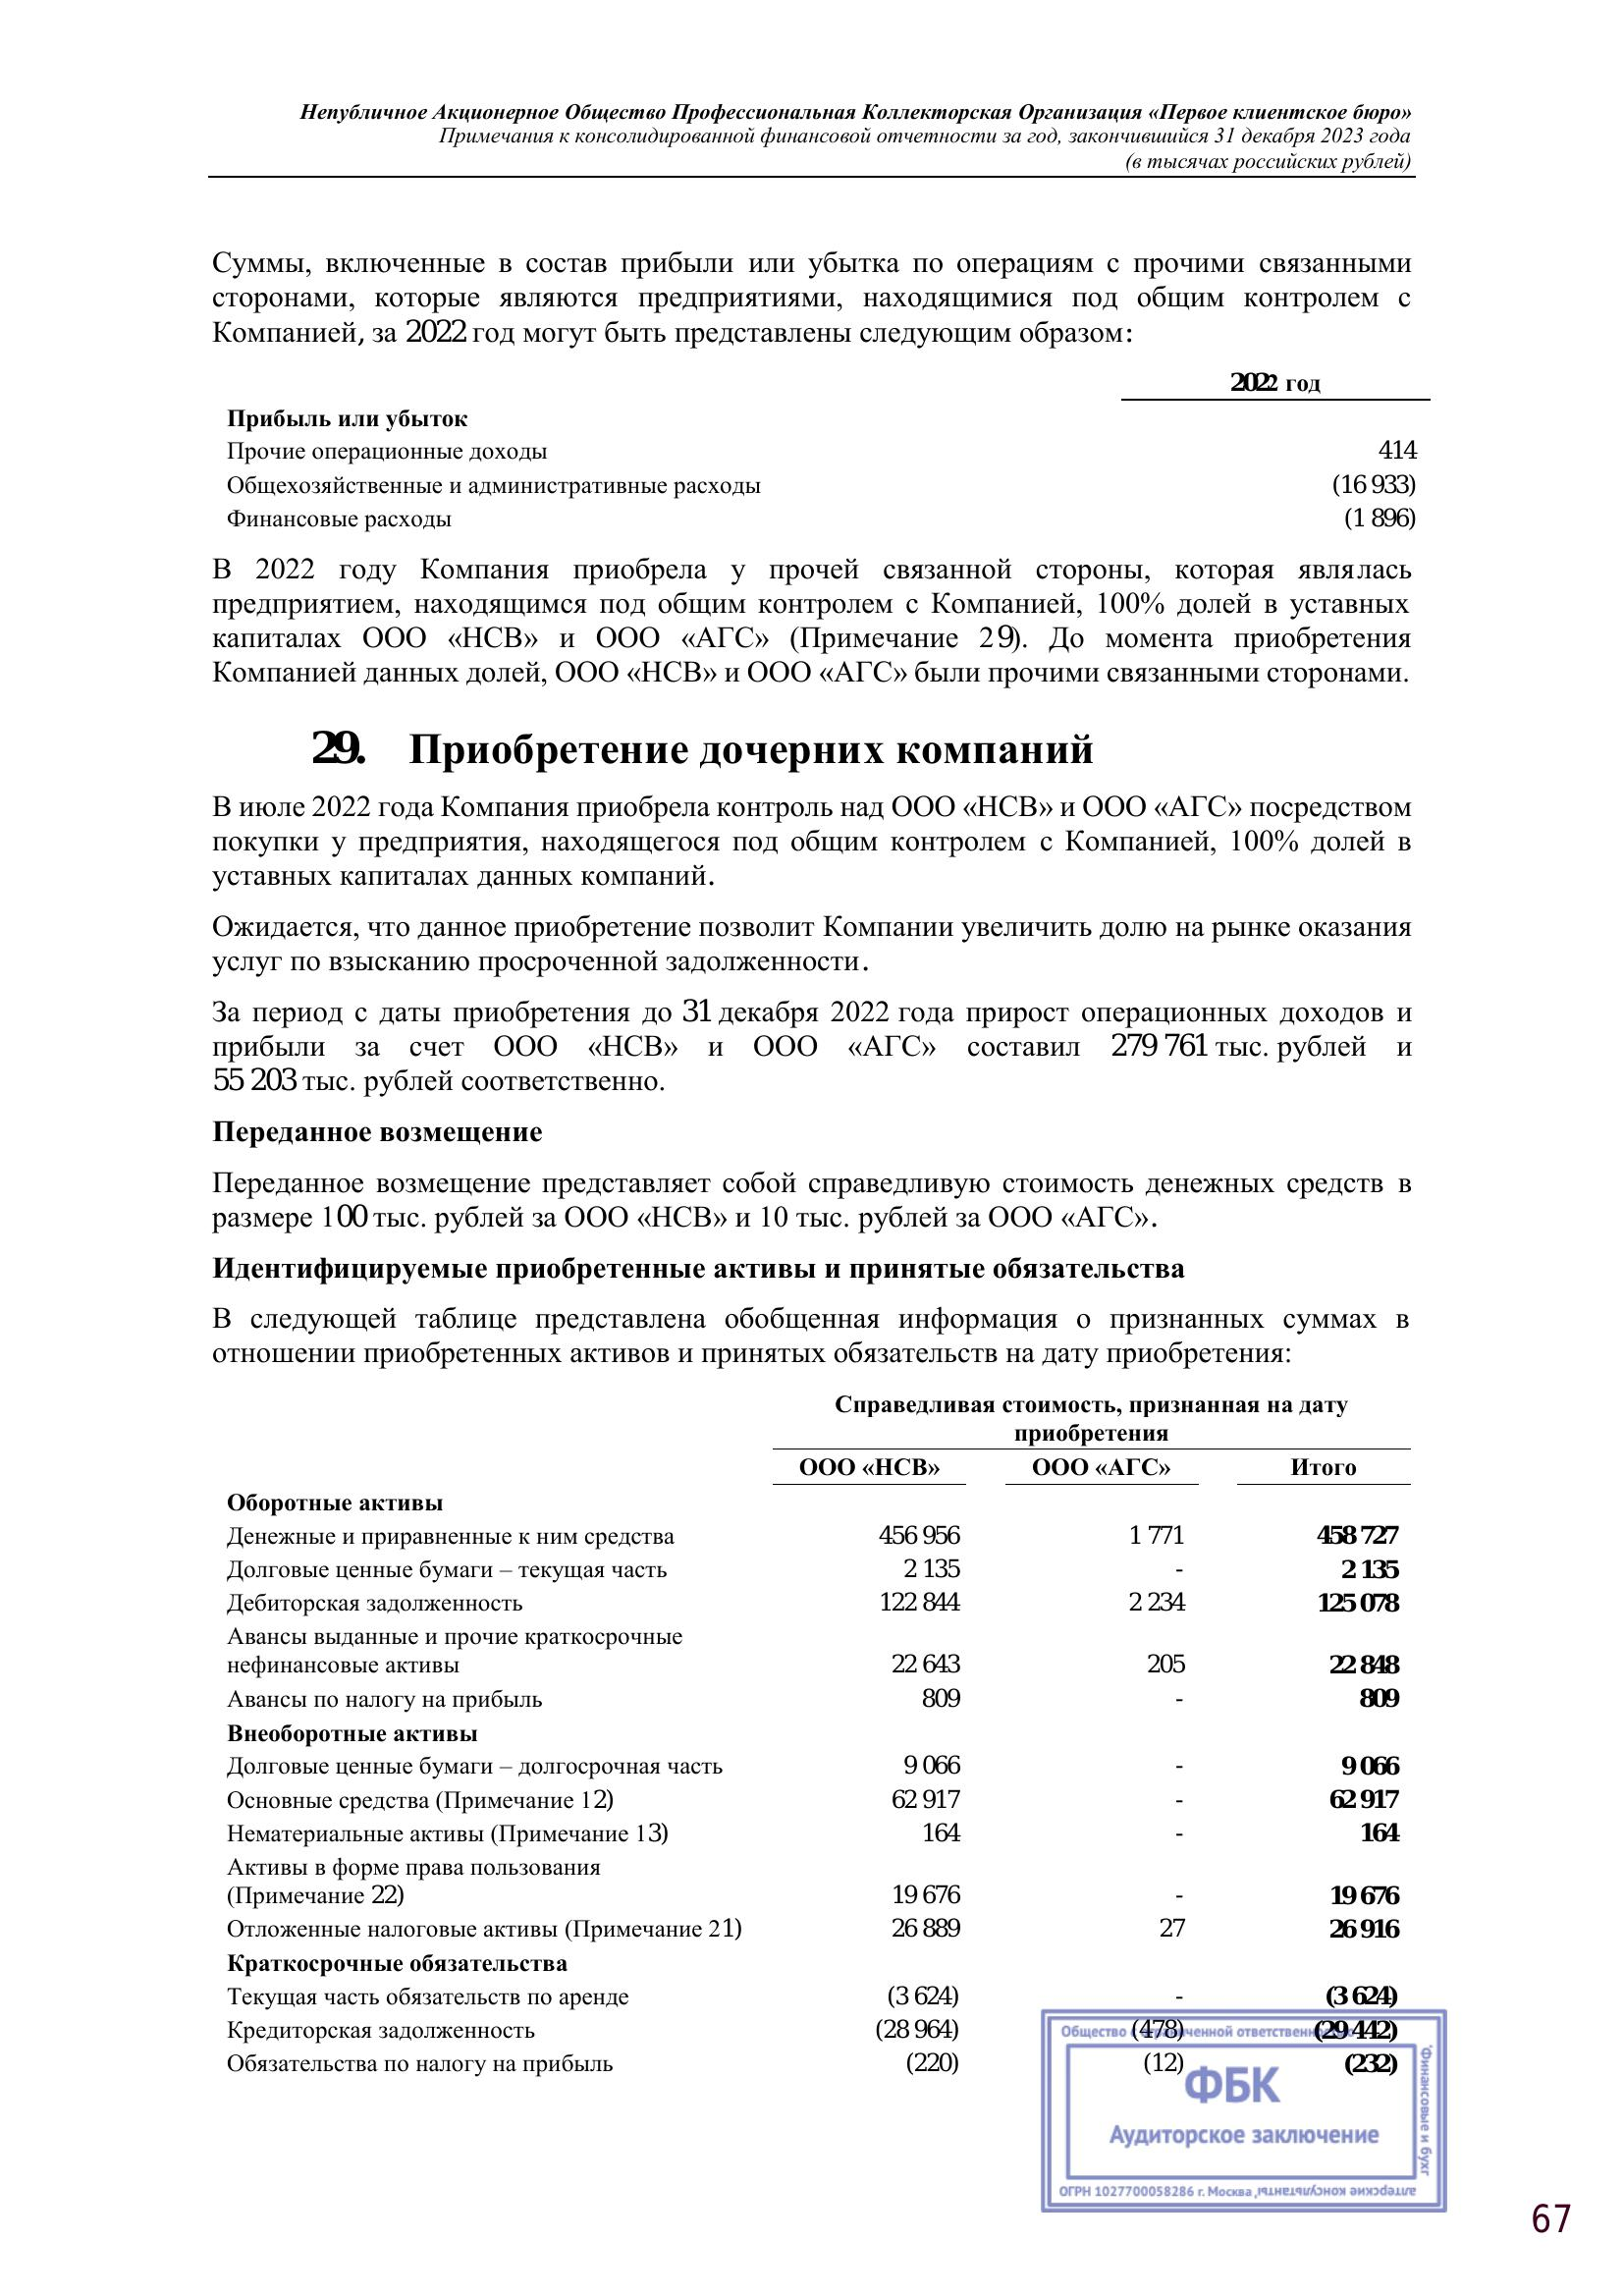 Непубличное Акционерное Общество Профессиональная Коллекторская Организация «Первое клиентское бюро»
Примечания к консолидированной финансовой отчетности за год, закончившийся 31 декабря 2023 года
(в тысячах российских рублей)
Суммы, включенные в состав прибыли или убытка по операциям с прочими связанными
сторонами, которые являются предприятиями, находящимися под общим контролем с
Компанией, за 2022 год могут быть представлены следующим образом:
2022 год
Прибыль или убыток
Прочие операционные доходы 414
Общехозяйственные и административные расходы (16 933)
Финансовые расходы (1 896)
В 2022 году Компания приобрела у прочей связанной стороны, которая являлась
предприятием, находящимся под общим контролем с Компанией, 100% долей в уставных
капиталах ООО «НСВ» и ООО «АГС» (Примечание 29). До момента приобретения
Компанией данных долей, ООО «НСВ» и ООО «АГС» были прочими связанными сторонами.
29. Приобретение дочерних компаний
В июле 2022 года Компания приобрела контроль над ООО «НСВ» и ООО «АГС» посредством
покупки у предприятия, находящегося под общим контролем с Компанией, 100% долей в
уставных капиталах данных компаний.
Ожидается, что данное приобретение позволит Компании увеличить долю на рынке оказания
услуг по взысканию просроченной задолженности.
За период с даты приобретения до 31 декабря 2022 года прирост операционных доходов и
прибыли за счет ООО «НСВ» и ООО «АГС» составил 279 761 тыс. рублей и
55 203 тыс. рублей соответственно.
Переданное возмещение
Переданное возмещение представляет собой справедливую стоимость денежных средств в
размере 100 тыс. рублей за ООО «НСВ» и 10 тыс. рублей за ООО «АГС».
Идентифицируемые приобретенные активы и принятые обязательства
В следующей таблице представлена обобщенная информация о признанных суммах в
отношении приобретенных активов и принятых обязательств на дату приобретения:
Справедливая стоимость, признанная на дату
приобретения
ООО «НСВ» ООО «АГС» Итого
Оборотные активы
Денежные и приравненные к ним средства 456 956 1 771 458 727
Долговые ценные бумаги – текущая часть 2 135 - 2 135
Дебиторская задолженность 122 844 2 234 125 078
Авансы выданные и прочие краткосрочные
нефинансовые активы 22 643 205 22 848
Авансы по налогу на прибыль 809 - 809
Внеоборотные активы
Долговые ценные бумаги – долгосрочная часть 9 066 - 9 066
Основные средства (Примечание 12) 62 917 - 62 917
Нематериальные активы (Примечание 13) 164 - 164
Активы в форме права пользования
(Примечание 22) 19 676 - 19 676
Отложенные налоговые активы (Примечание 21) 26 889 27 26 916
Краткосрочные обязательства
Текущая часть обязательств по аренде (3 624) - (3 624)
Кредиторская задолженность (28 964) (478) (29 442)
Обязательства по налогу на прибыль (220) (12) (232)
Общество с ограниченной ответственностью
"Финансовые и бухг
алтерские консультанты"
ФБК
Аудиторское заключение
ОГРН 1027700058286 г. Москва
67